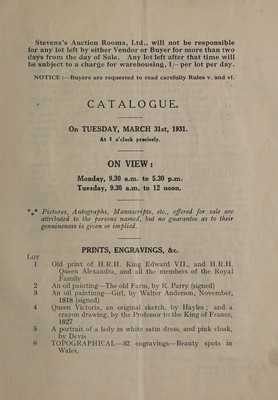 Stevens's Auction Rooms, Ltd., will not be responsible
for any lot left by either Vendor or Buyer for more than two
days from the day of Sale. Any lot left after that time will
be subject to a charge for warehousing, 1/- per lot per day.
NOTICE :—Buyers are requested to read carefully Rules v. and vi.
CATALOGUE.
On TUESDAY, MARCH 31st, 1931.
At 1 o'clock precisely.
ON VIEW:
Monday, 9.30 a.m. to 5.30 p.m.
Tuesday, 9.30 a.m. to 12 noon.
*** Pictures, Autographs, Manuscripts, etc., offered for sale are
attributed to the persons named, but no guarantee as to their
genuineness is given or implied.
PRINTS, ENGRAVINGS, &c.
LOT
1 Old print of H.R.H. King Edward VII., and H.R.H.
Queen Alexandra, and all the members of the Royal
Family
2 An oil painting—The old Farm, by R. Parry (signed)
3 An oil painting—Girl, by Walter Anderson, November,
1818 (signed)
4 Queen Victoria, an original sketch, by Hayles; and a
crayon drawing, by the Professor to the King of France,
1827
5 A portrait of a lady in white satin dress, and pink cloak,
by Devis
6 TOPOGRAPHICAL—32 engravings—Beauty spots in
Wales,